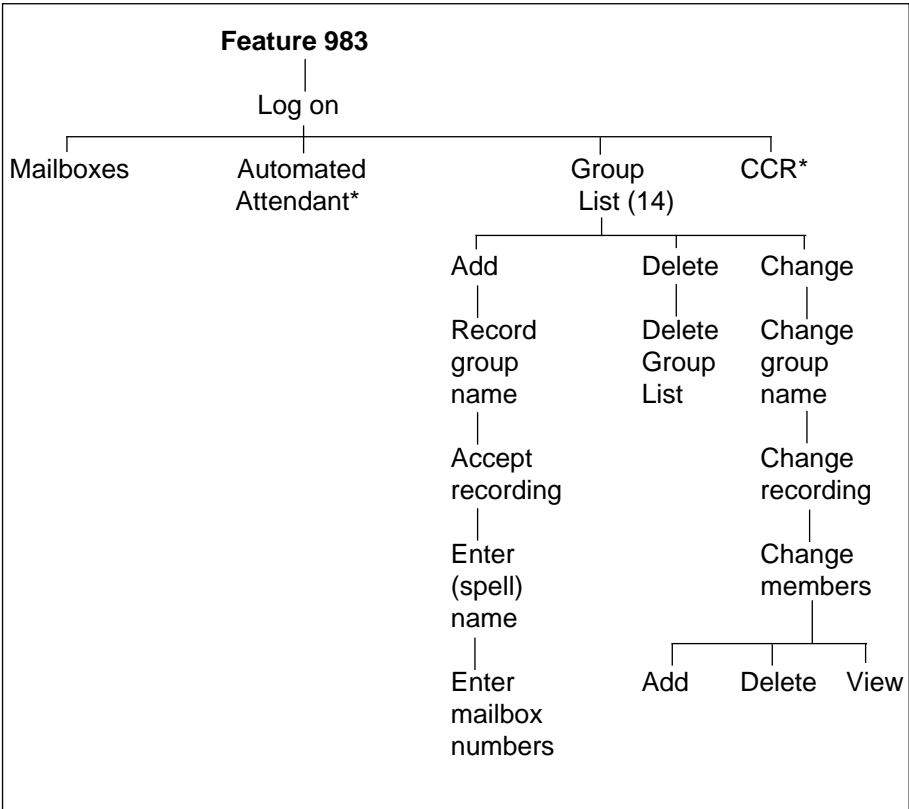 Feature 983
Log on
Mailboxes
Automated
Attendant*
Group
List (14)
CCR*
Add
Record
group
name
Accept
recording
Enter
(spell)
name
Enter
mailbox
numbers
Delete
Delete
Group
List
Change
Change
group
name
Change
recording
Change
members
Add
Delete
View